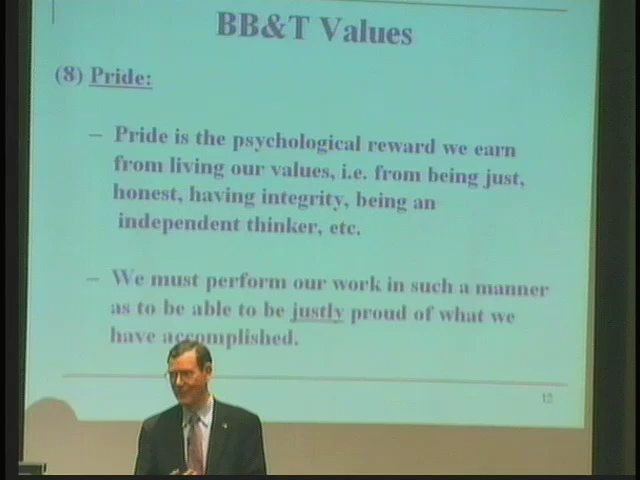 BB&T Values
(8) Pride:
– Pride is the psychological reward we earn
from living our values, i.e. from being just,
honest, having integrity, being an
independent thinker, etc.
– We must perform our work in such a manner
as to be able to be justly proud of what we
have accomplished.
12